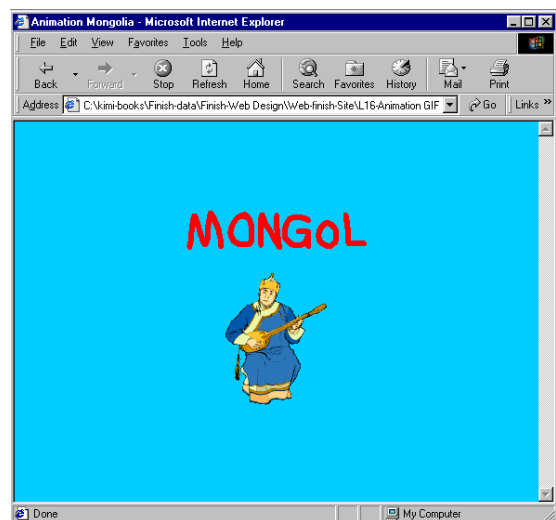 Animation Mongolia - Microsoft Internet Explorer
File Edit View Favorites Tools Help
Back Forward Stop Refresh Home Search Favorites History Mail Print
Address C:\kimi-books\Finish-data\Finish-Web Design\Web-finish-Site\L16-Animation GIF Go Links »
MONGOL
Done My Computer